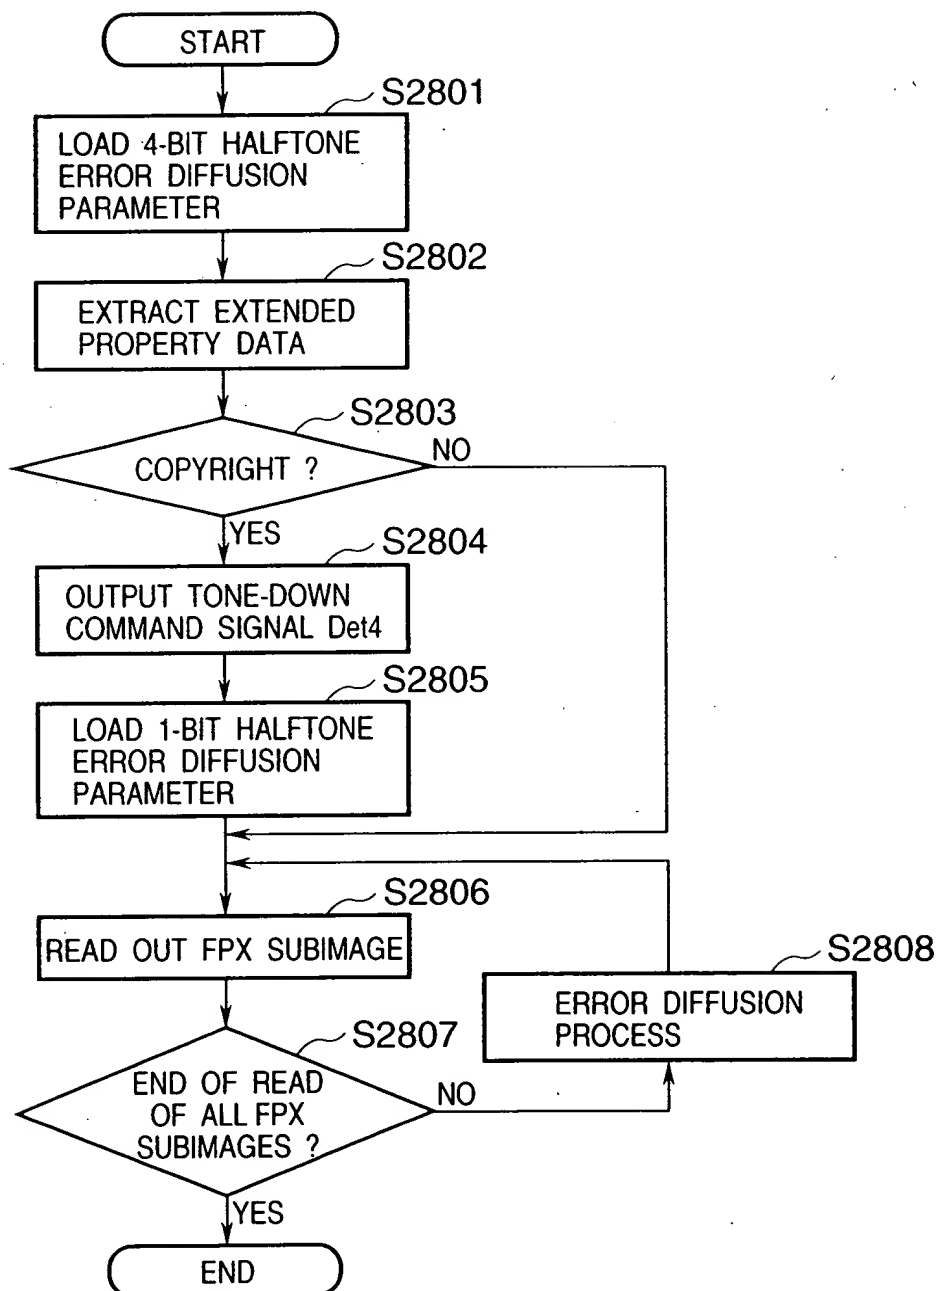 START
S2801
LOAD 4-BIT HALFTONE
ERROR DIFFUSION
PARAMETER
S2802
EXTRACT EXTENDED
PROPERTY DATA
S2803
COPYRIGHT ?
NO
YES
S2804
OUTPUT TONE-DOWN
COMMAND SIGNAL Det4
S2805
LOAD 1-BIT HALFTONE
ERROR DIFFUSION
PARAMETER
S2806
READ OUT FPX SUBIMAGE
S2808
ERROR DIFFUSION
PROCESS
S2807
END OF READ
OF ALL FPX
SUBIMAGES ?
NO
YES
END